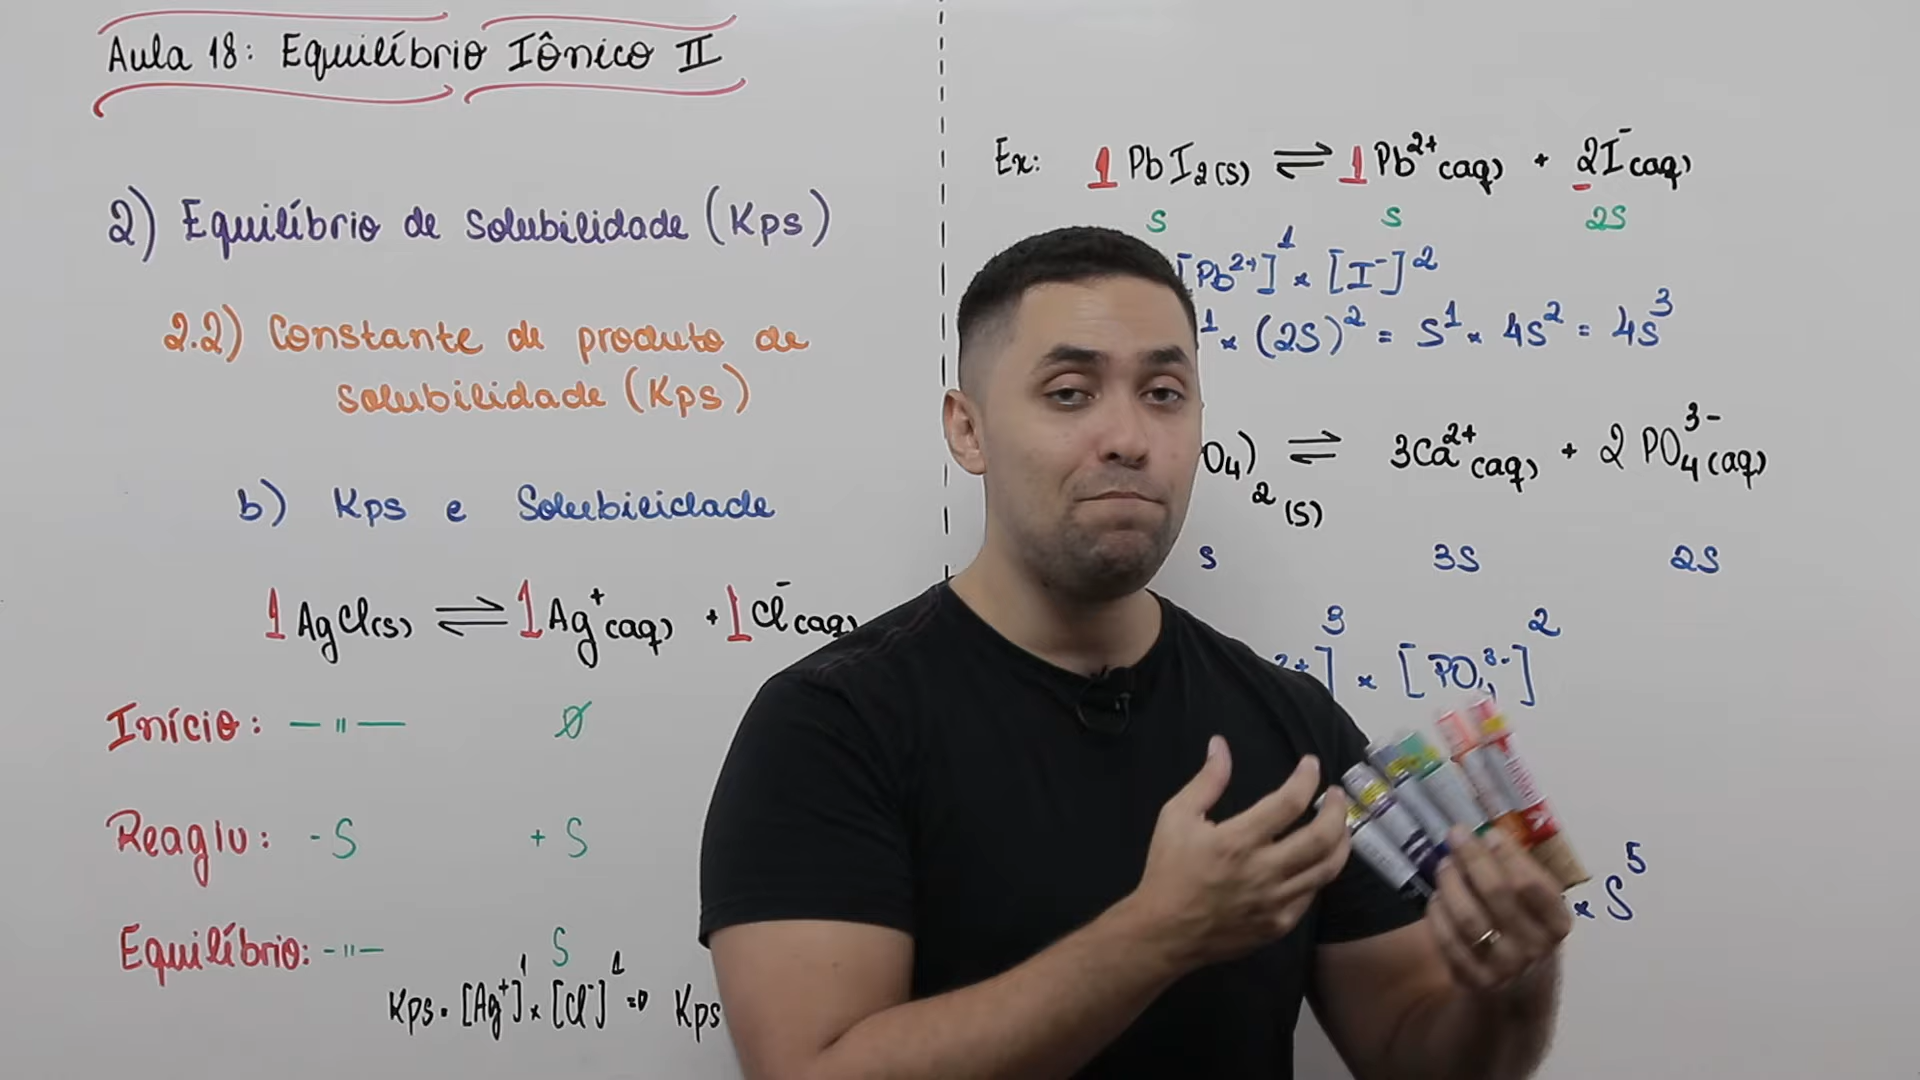 Aula 18: Equilíbrio Iônico II
2) Equilíbrio de Solubilidade (Kps)
2.2) Constante de produto de
solubilidade (Kps)
b) Kps e Solubilidade
1 AgCl(s) ⇌ 1 Ag⁺(aq) + 1 Cl⁻(aq)
Início: — " — Ø
Reagiu: - S + S
Equilíbrio: - " — S
Kps = [Ag⁺]¹ × [Cl⁻]¹ ⇒ Kps
Ex: 1 PbI₂(s) ⇌ 1 Pb²⁺(aq) + 2I⁻(aq)
S S 2S
[Pb²⁺]¹ × [I⁻]²
¹ × (2S)² = S¹ × 4S² = 4S³
O₄)₂(s) ⇌ 3Ca²⁺(aq) + 2 PO₄³⁻(aq)
S 3S 2S
²⁺]³ × [PO₄³⁻]²
× S⁵